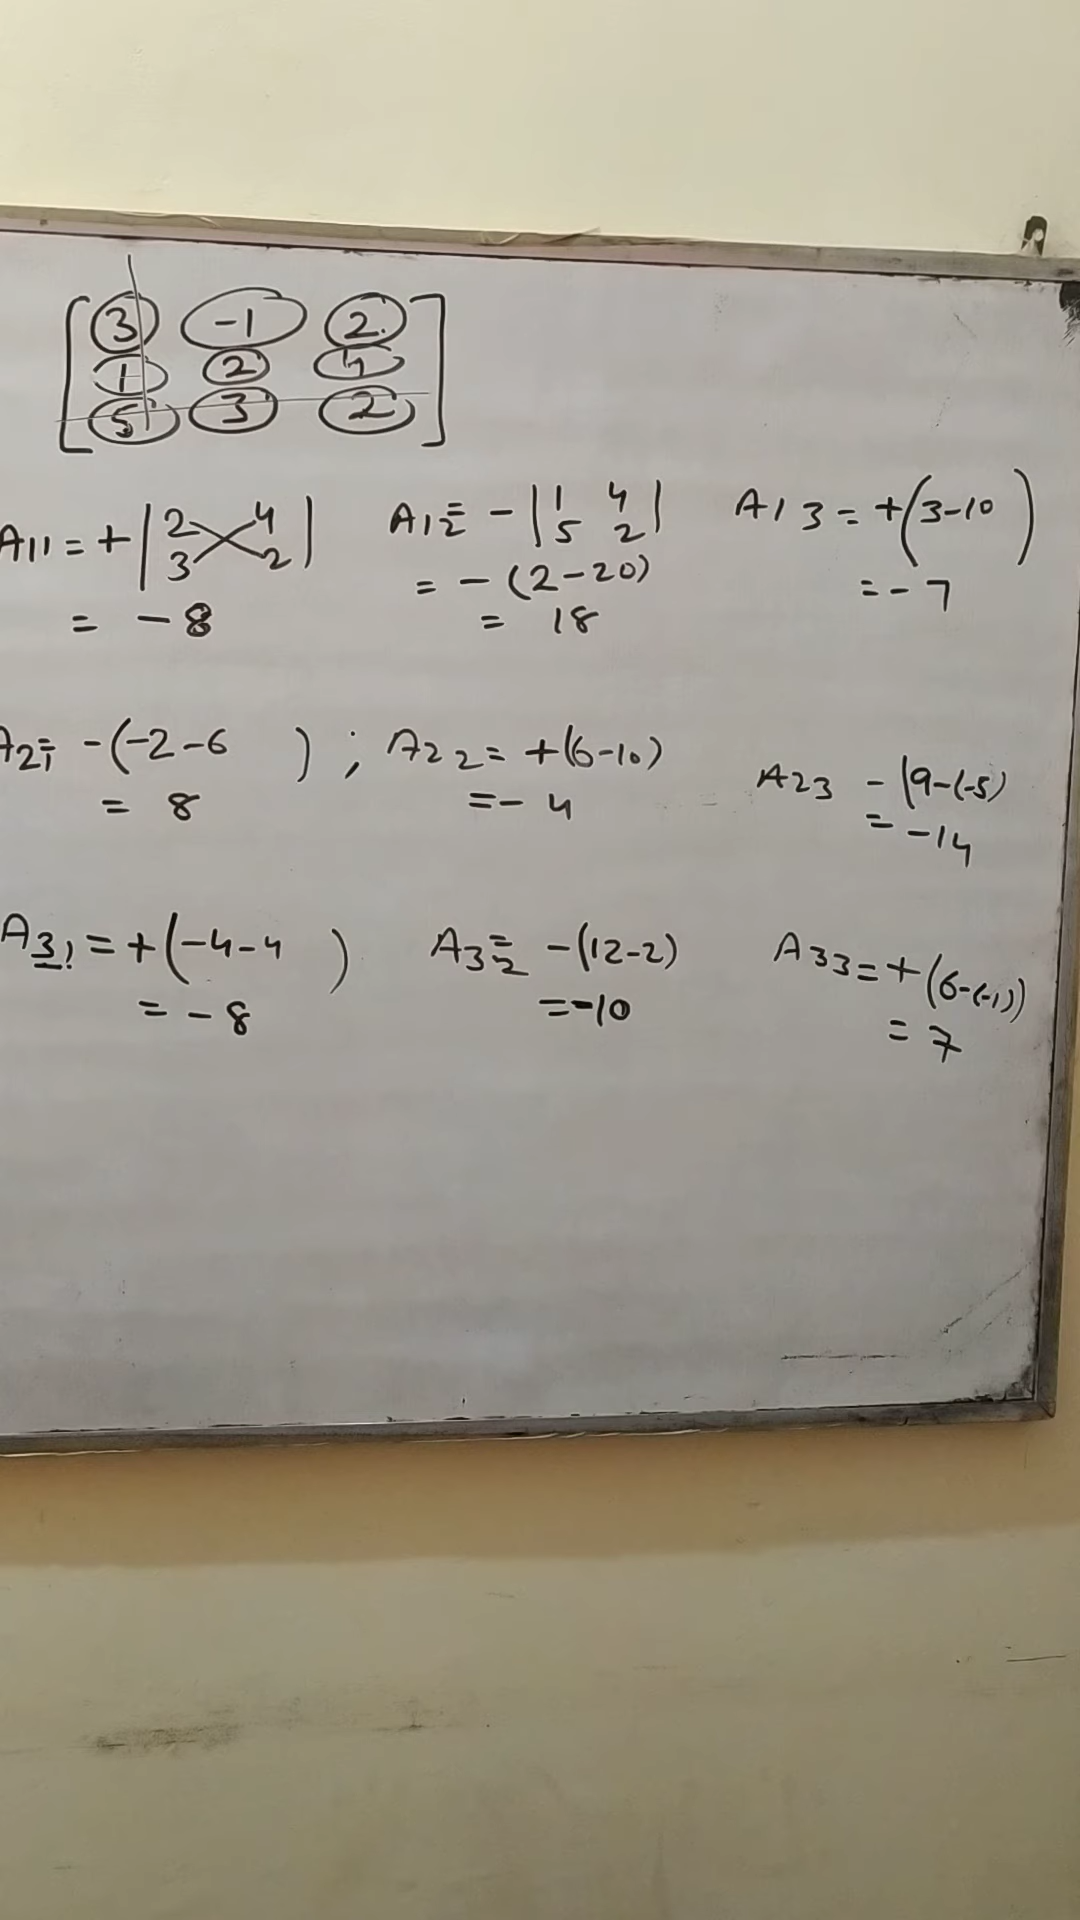 3 -1 2
1 2 4
5 3 2
A11 = + | 2 4 |
| 3 2 |
= -8
A12 = - | 1 4 |
| 5 2 |
= -(2-20)
= 18
A13 = +(3-10)
= -7
A21 = -(-2-6 ) ;
= 8
A22 = +(6-10)
= -4
A23 - (9-(-5)
= -14
A31 = +(-4-4 )
= -8
A32 = -(12-2)
= -10
A33 = +(6-(-1))
= 7